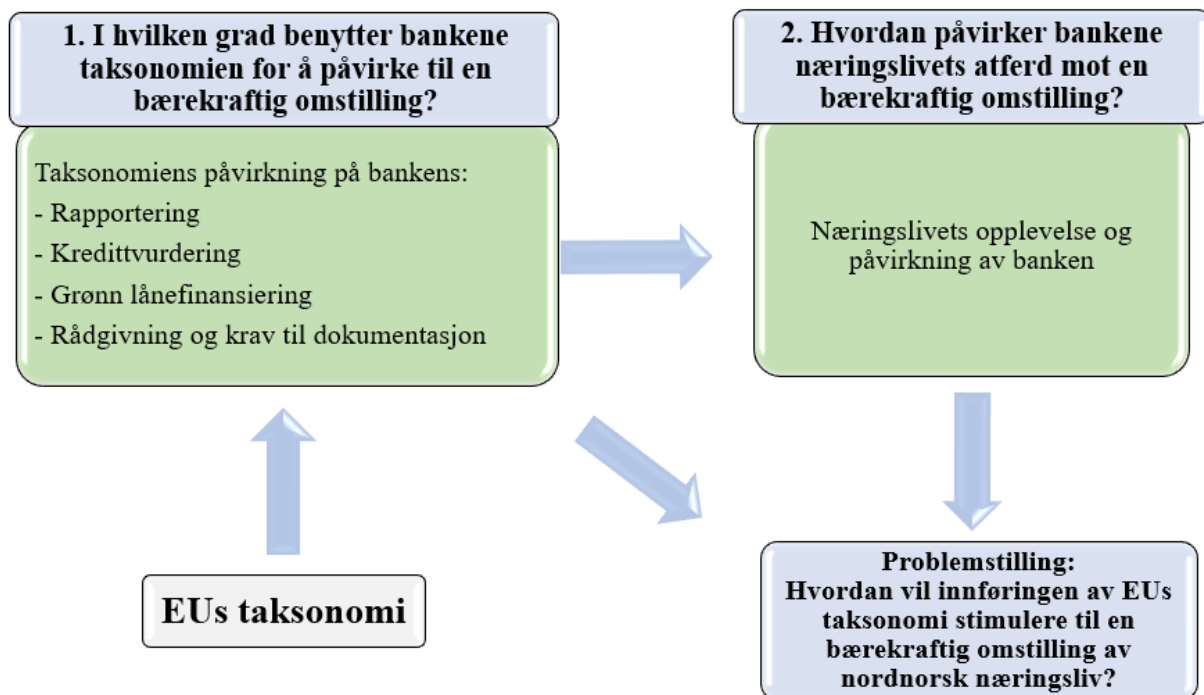 1. I hvilken grad benytter bankene
taksonomien for å påvirke til en
bærekraftig omstilling?
Taksonomiens påvirkning på bankens:
- Rapportering
- Kredittvurdering
- Grønn lånefinansiering
- Rådgivning og krav til dokumentasjon
2. Hvordan påvirker bankene
næringslivets atferd mot en
bærekraftig omstilling?
Næringslivets opplevelse og
påvirkning av banken
EUs taksonomi
Problemstilling:
Hvordan vil innføringen av EUs
taksonomi stimulere til en
bærekraftig omstilling av
nordnorsk næringsliv?